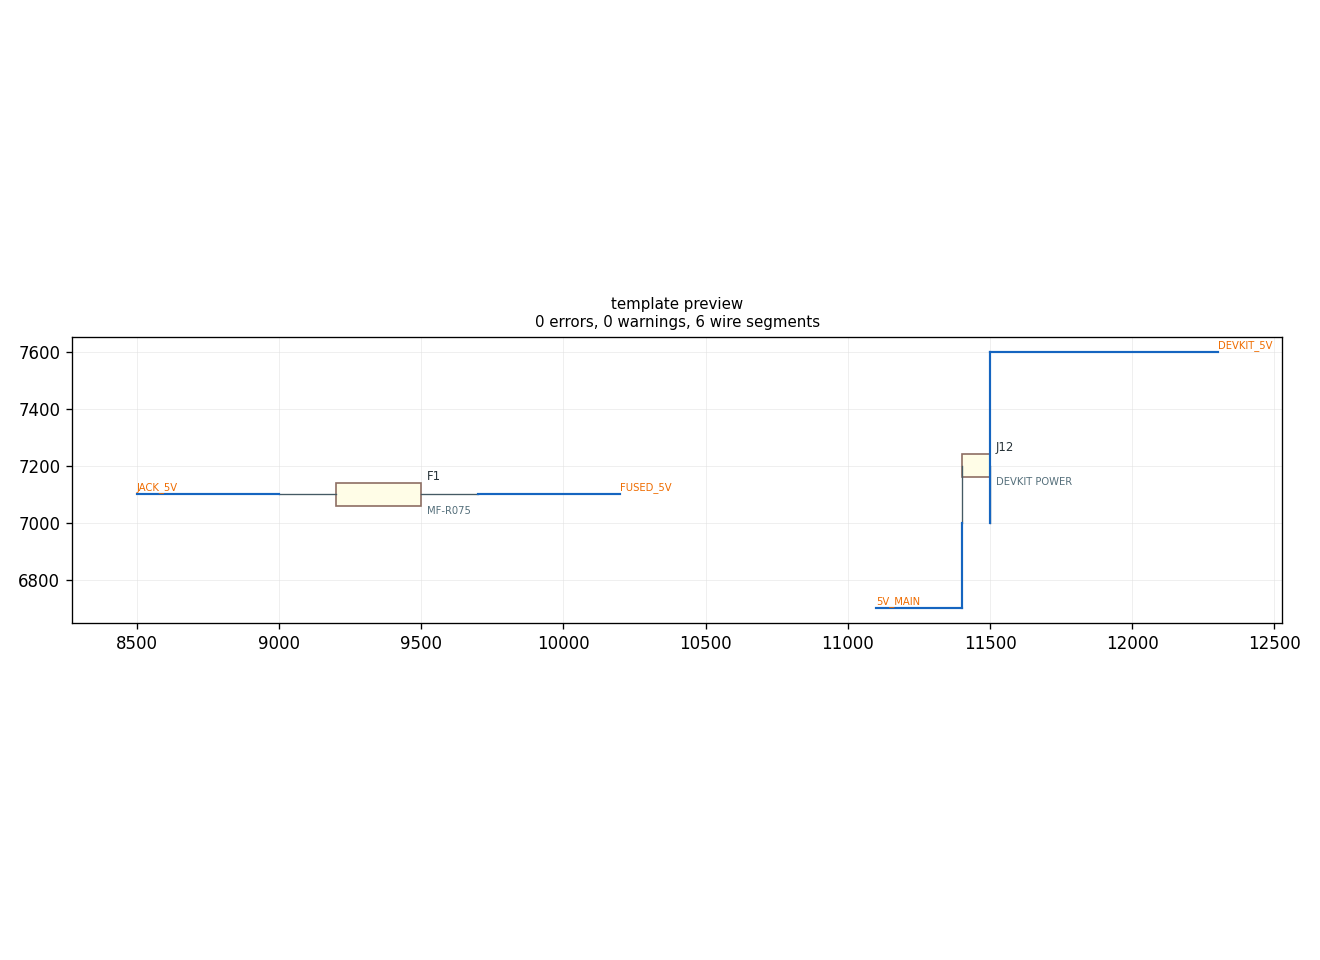 template preview
0 errors, 0 warnings, 6 wire segments
7600
7400
7200
7000
6800
DEVKIT_5V
J12
DEVKIT POWER
F1
JACK_5V
FUSED_5V
MF-R075
5V_MAIN
8500 9000 9500 10000 10500 11000 11500 12000 12500